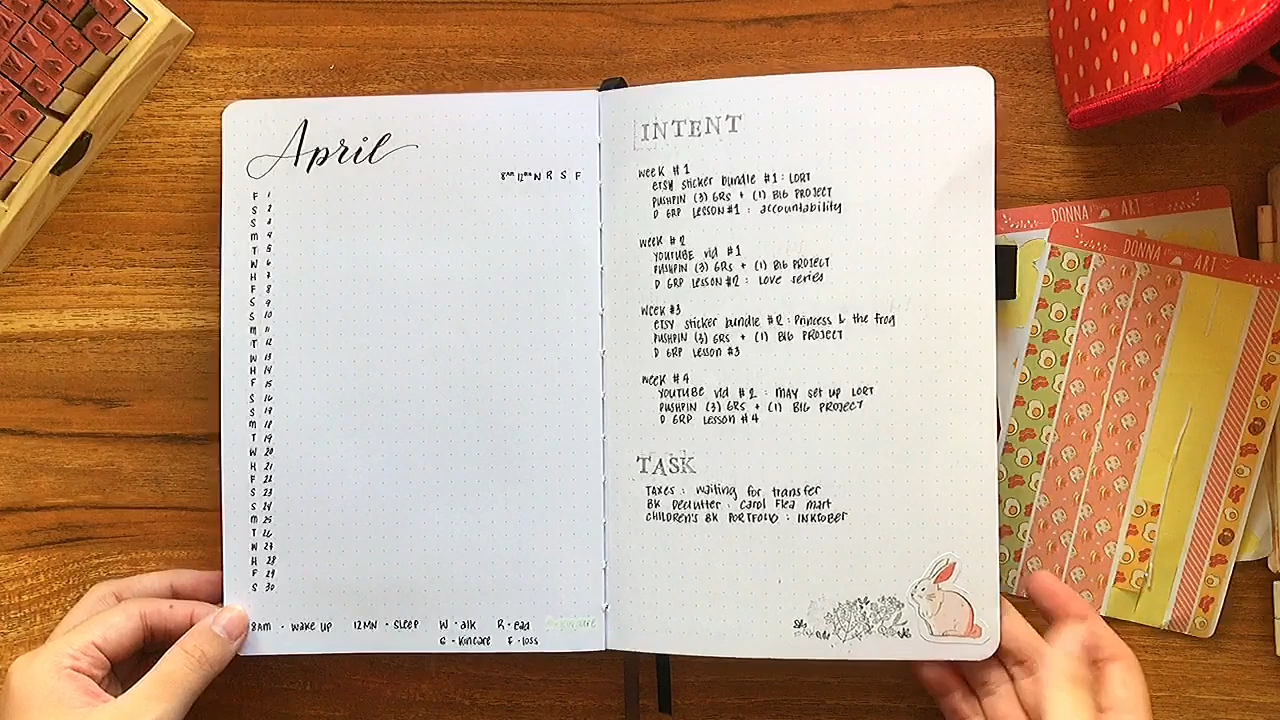 April
8AM 12MN W R S F
F 1
S 2
S 3
M 4
T 5
W 6
H 7
F 8
S 9
S 10
M 11
T 12
W 13
H 14
F 15
S 16
S 17
M 18
T 19
W 20
H 21
F 22
S 23
S 24
M 25
T 26
W 27
H 28
F 29
S 30
8AM - wake up 12MN - SLEEP W - alk R - ead
S - kincare F - loss
INTENT
week #1
ETSY sticker bundle #1: LORT
PUSHPIN (3) GRs + (1) BIG PROJECT
D GRP LESSON #1 : accountability
week #2
YOUTUBE vid #1
PUSHPIN (3) GRs + (1) BIG PROJECT
D GRP LESSON #2 : Love series
week #3
ETSY sticker bundle #2: Princess & the frog
PUSHPIN (3) GRs + (1) BIG PROJECT
D GRP Lesson #3
week #4
YOUTUBE vid #2 : MAY set up LORT
PUSHPIN (3) GRs + (1) BIG PROJECT
D GRP Lesson #4
TASK
TAXES : waiting for transfer
BK Declutter : Carol Flea mart
CHILDREN'S BK PORTFOLIO : INKTOBER
DONNA ART
DONNA ART